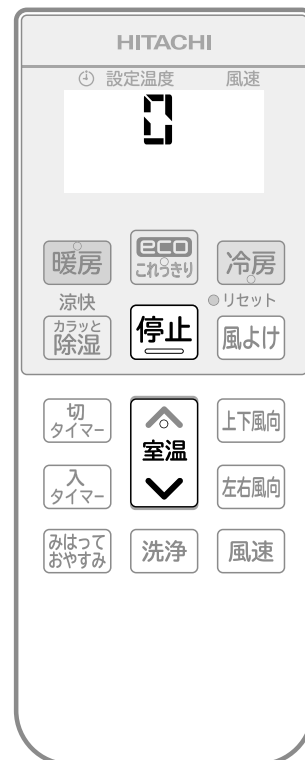 HITACHI
設定温度 風速
0
暖房 eco これっきり 冷房
涼快 リセット
カラッと 除湿 停止 風よけ
切 タイマー 室温 上下風向
入 タイマー 左右風向
みはって おやすみ 洗浄 風速